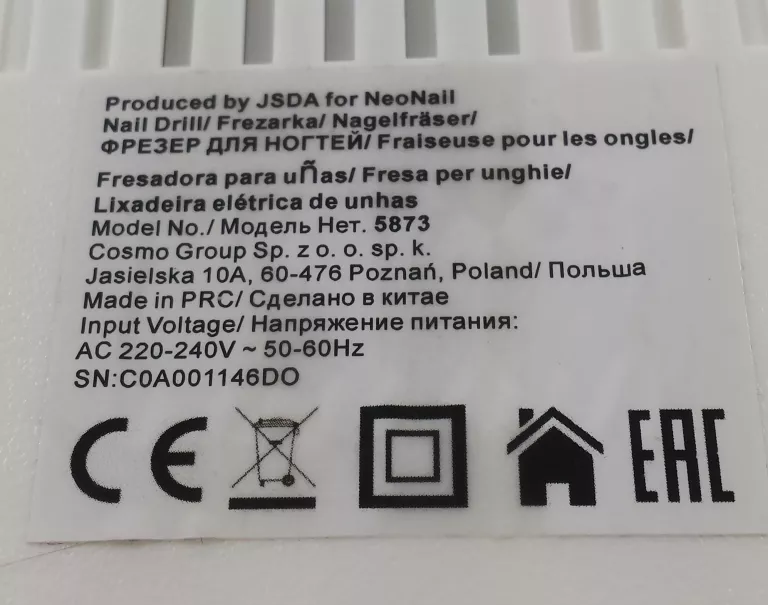 Produced by JSDA for NeoNail
Nail Drill/ Frezarka/ Nagelfräser/
ФРЕЗЕР ДЛЯ НОГТЕЙ/ Fraiseuse pour les ongles/
Fresadora para uÑas/ Fresa per unghie/
Lixadeira elétrica de unhas
Model No./ Модель Нет. 5873
Cosmo Group Sp. z o. o. sp. k.
Jasielska 10A, 60-476 Poznań, Poland/ Польша
Made in PRC/ Сделано в китае
Input Voltage/ Напряжение питания:
AC 220-240V ~ 50-60Hz
SN:C0A001146DO
CE EAC